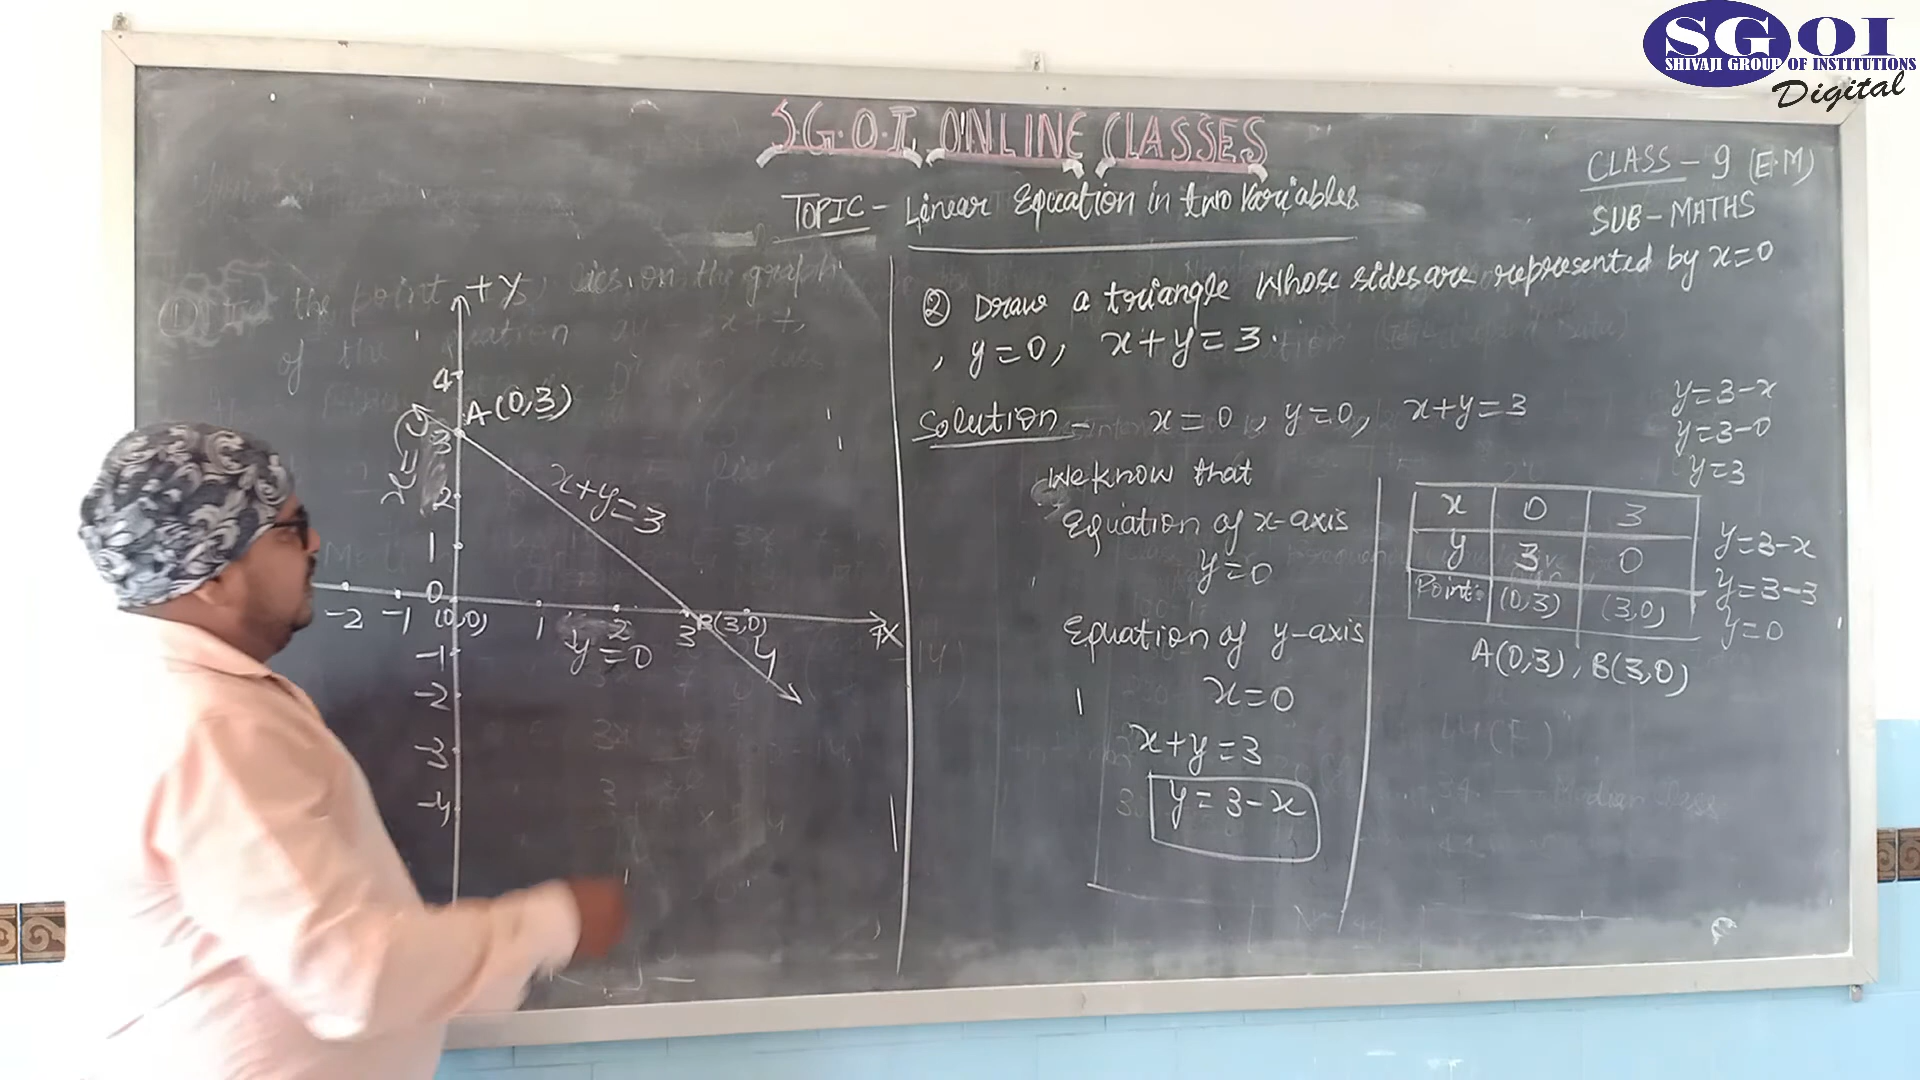 SGOI
SHIVAJI GROUP OF INSTITUTIONS
Digital
S.G.O.I. ONLINE CLASSES
CLASS - 9 (E.M)
SUB - MATHS
TOPIC - Linear Equation in two Variables
② Draw a triangle whose sides are represented by x=0
, y=0, x+y=3.
Solution - x=0, y=0, x+y=3
We know that
Equation of x-axis
y=0
Equation of y-axis
x=0
x+y=3
y=3-x
y=3-x
y=3-0
y=3
x 0 3
y 3 0
Point (0,3) (3,0)
A(0,3), B(3,0)
y=3-x
y=3-3
y=0
+y
4
A(0,3)
3
2
x+y=3
1
0
-2 -1 (0,0) 1 2 3 B(3,0) +x
y=0
-1
-2
-3
-4